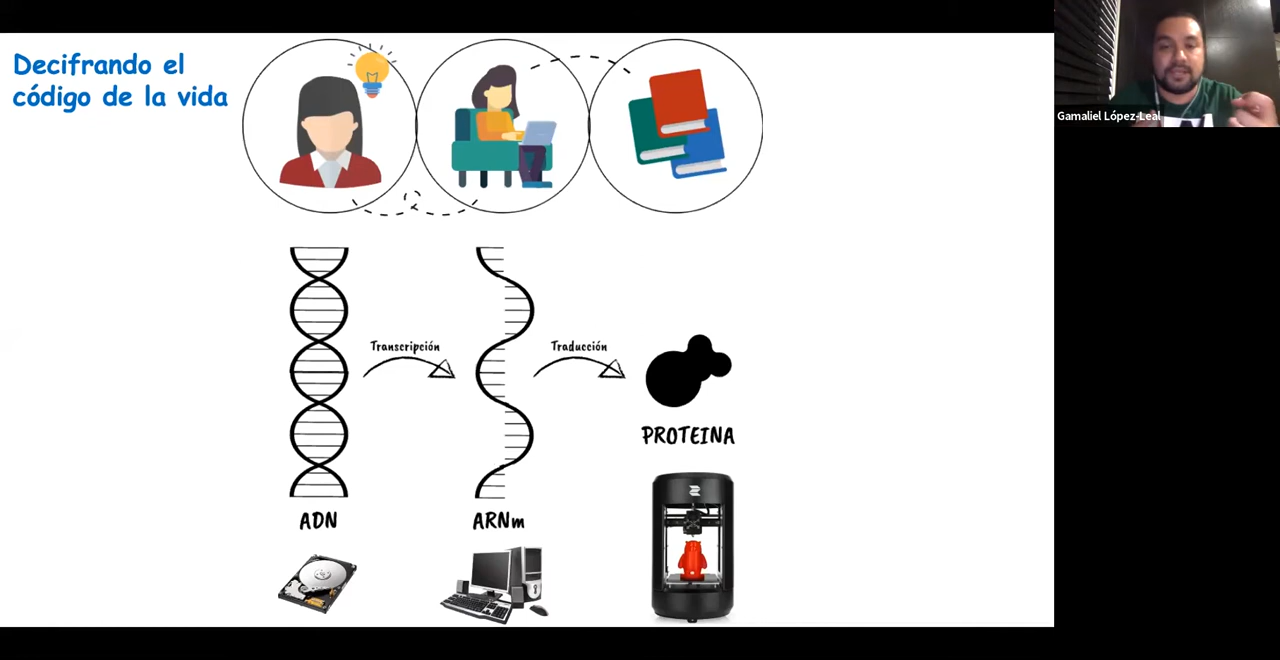 Decifrando el
código de la vida
Gamaliel López-Leal
Transcripción
Traducción
PROTEINA
ADN
ARNm